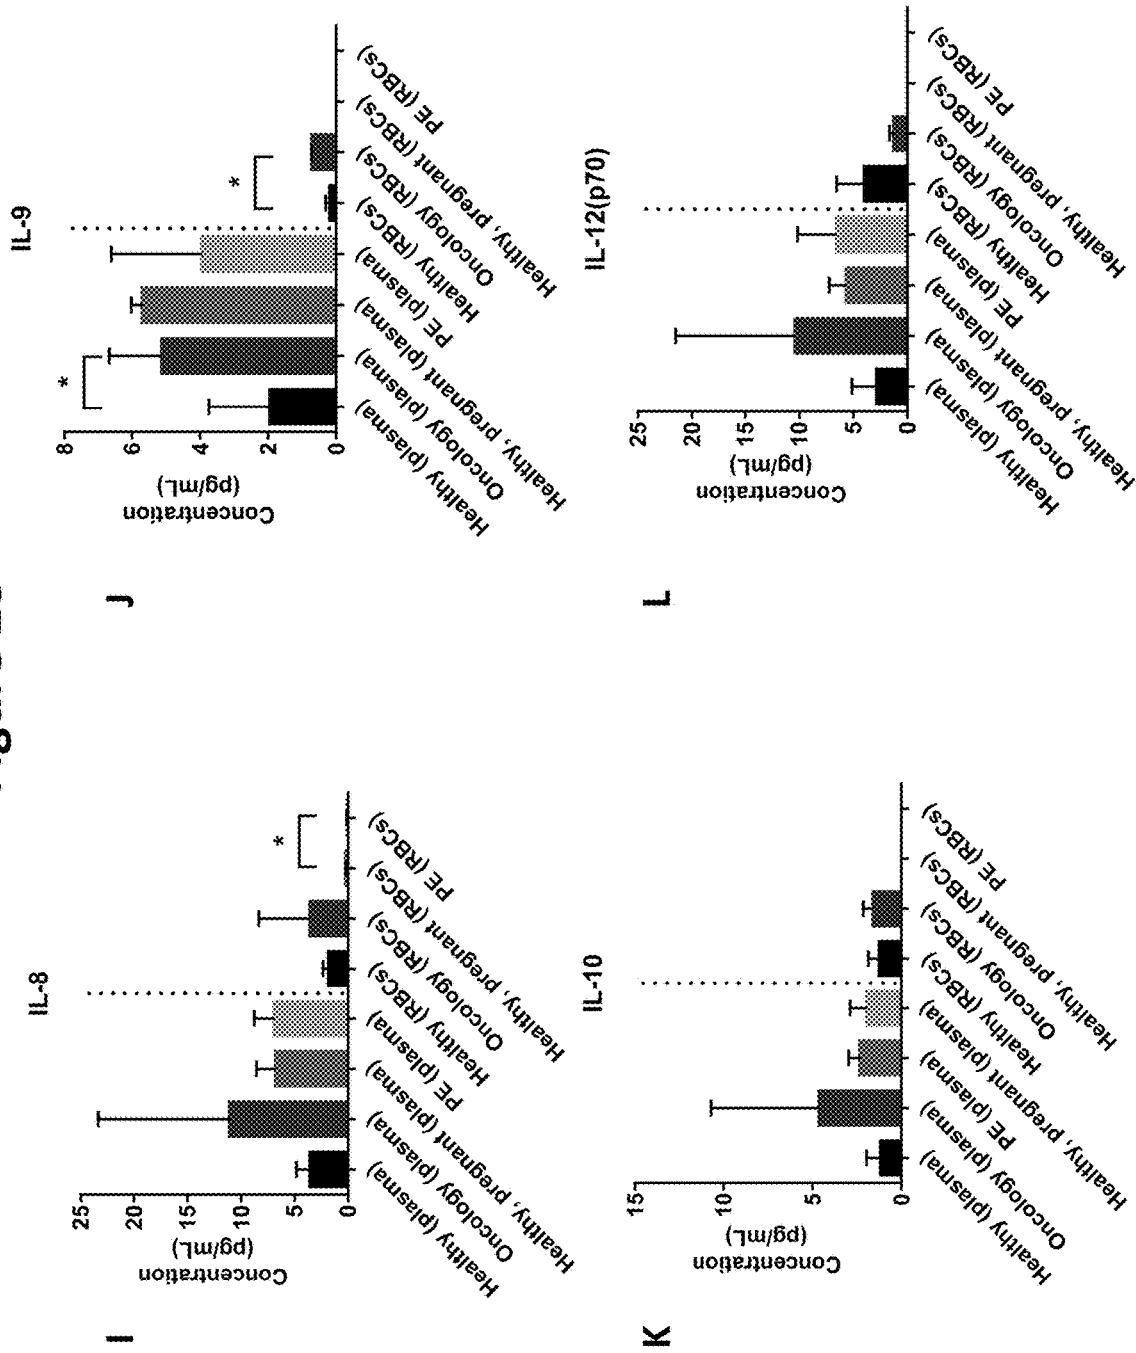 I
IL-8
Concentration
(pg/mL)
25
20
15
10
5
0
Healthy (plasma)
Oncology (plasma)
Healthy, pregnant (plasma)
PE (plasma)
Healthy (RBCs)
Oncology (RBCs)
Healthy, pregnant (RBCs)
PE (RBCs)
*
J
IL-9
Concentration
(pg/mL)
8
6
4
2
0
*
*
Healthy (plasma)
Oncology (plasma)
Healthy, pregnant (plasma)
PE (plasma)
Healthy (RBCs)
Oncology (RBCs)
Healthy, pregnant (RBCs)
PE (RBCs)
K
IL-10
Concentration
(pg/mL)
15
10
5
0
Healthy (plasma)
Oncology (plasma)
PE (plasma)
Healthy, pregnant (plasma)
Healthy (RBCs)
Oncology (RBCs)
Healthy, pregnant (RBCs)
PE (RBCs)
L
IL-12(p70)
Concentration
(pg/mL)
25
20
15
10
5
0
Healthy (plasma)
Oncology (plasma)
Healthy, pregnant (plasma)
PE (plasma)
Healthy (RBCs)
Oncology (RBCs)
Healthy, pregnant (RBCs)
PE (RBCs)